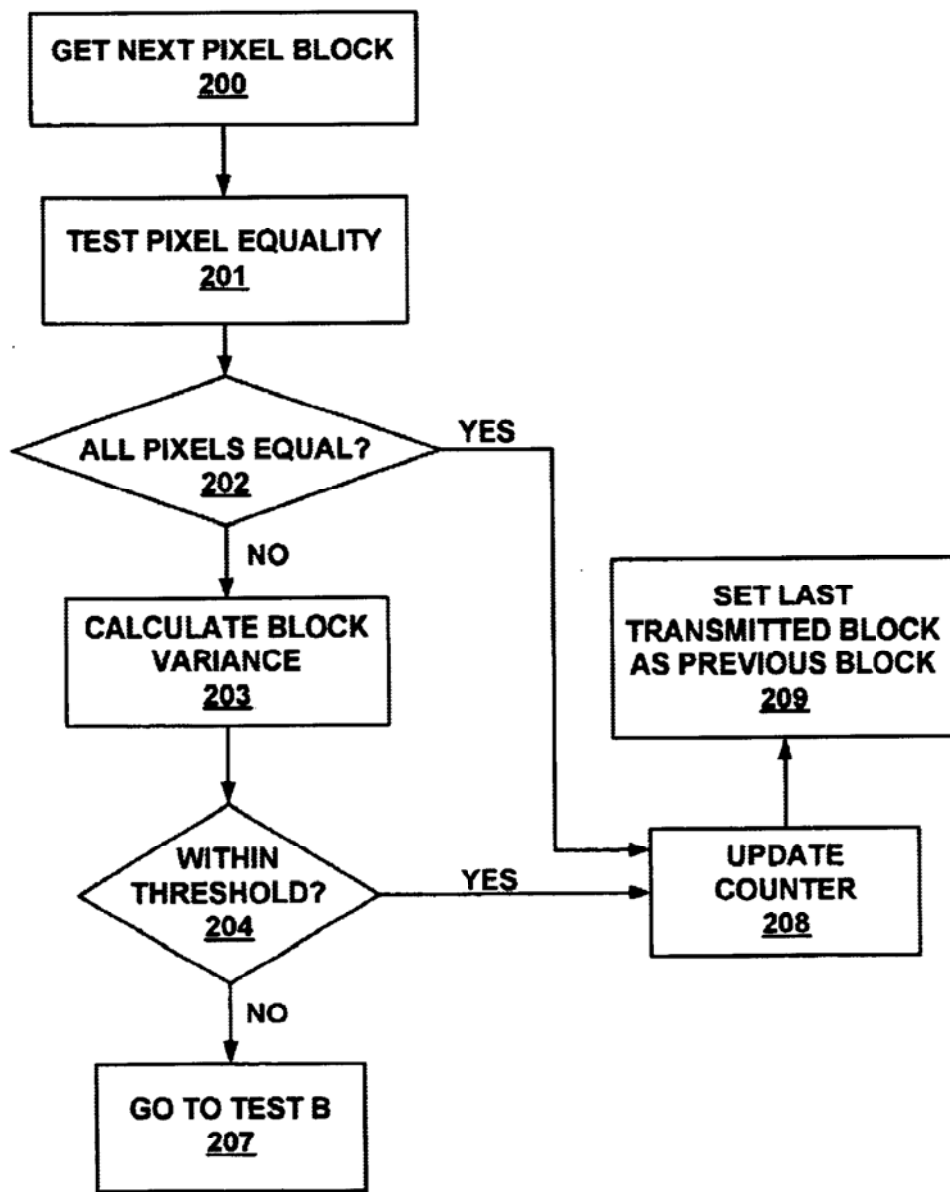 GET NEXT PIXEL BLOCK
200
TEST PIXEL EQUALITY
201
ALL PIXELS EQUAL?
202
YES
NO
CALCULATE BLOCK
VARIANCE
203
SET LAST
TRANSMITTED BLOCK
AS PREVIOUS BLOCK
209
WITHIN
THRESHOLD?
204
YES
UPDATE
COUNTER
208
NO
GO TO TEST B
207